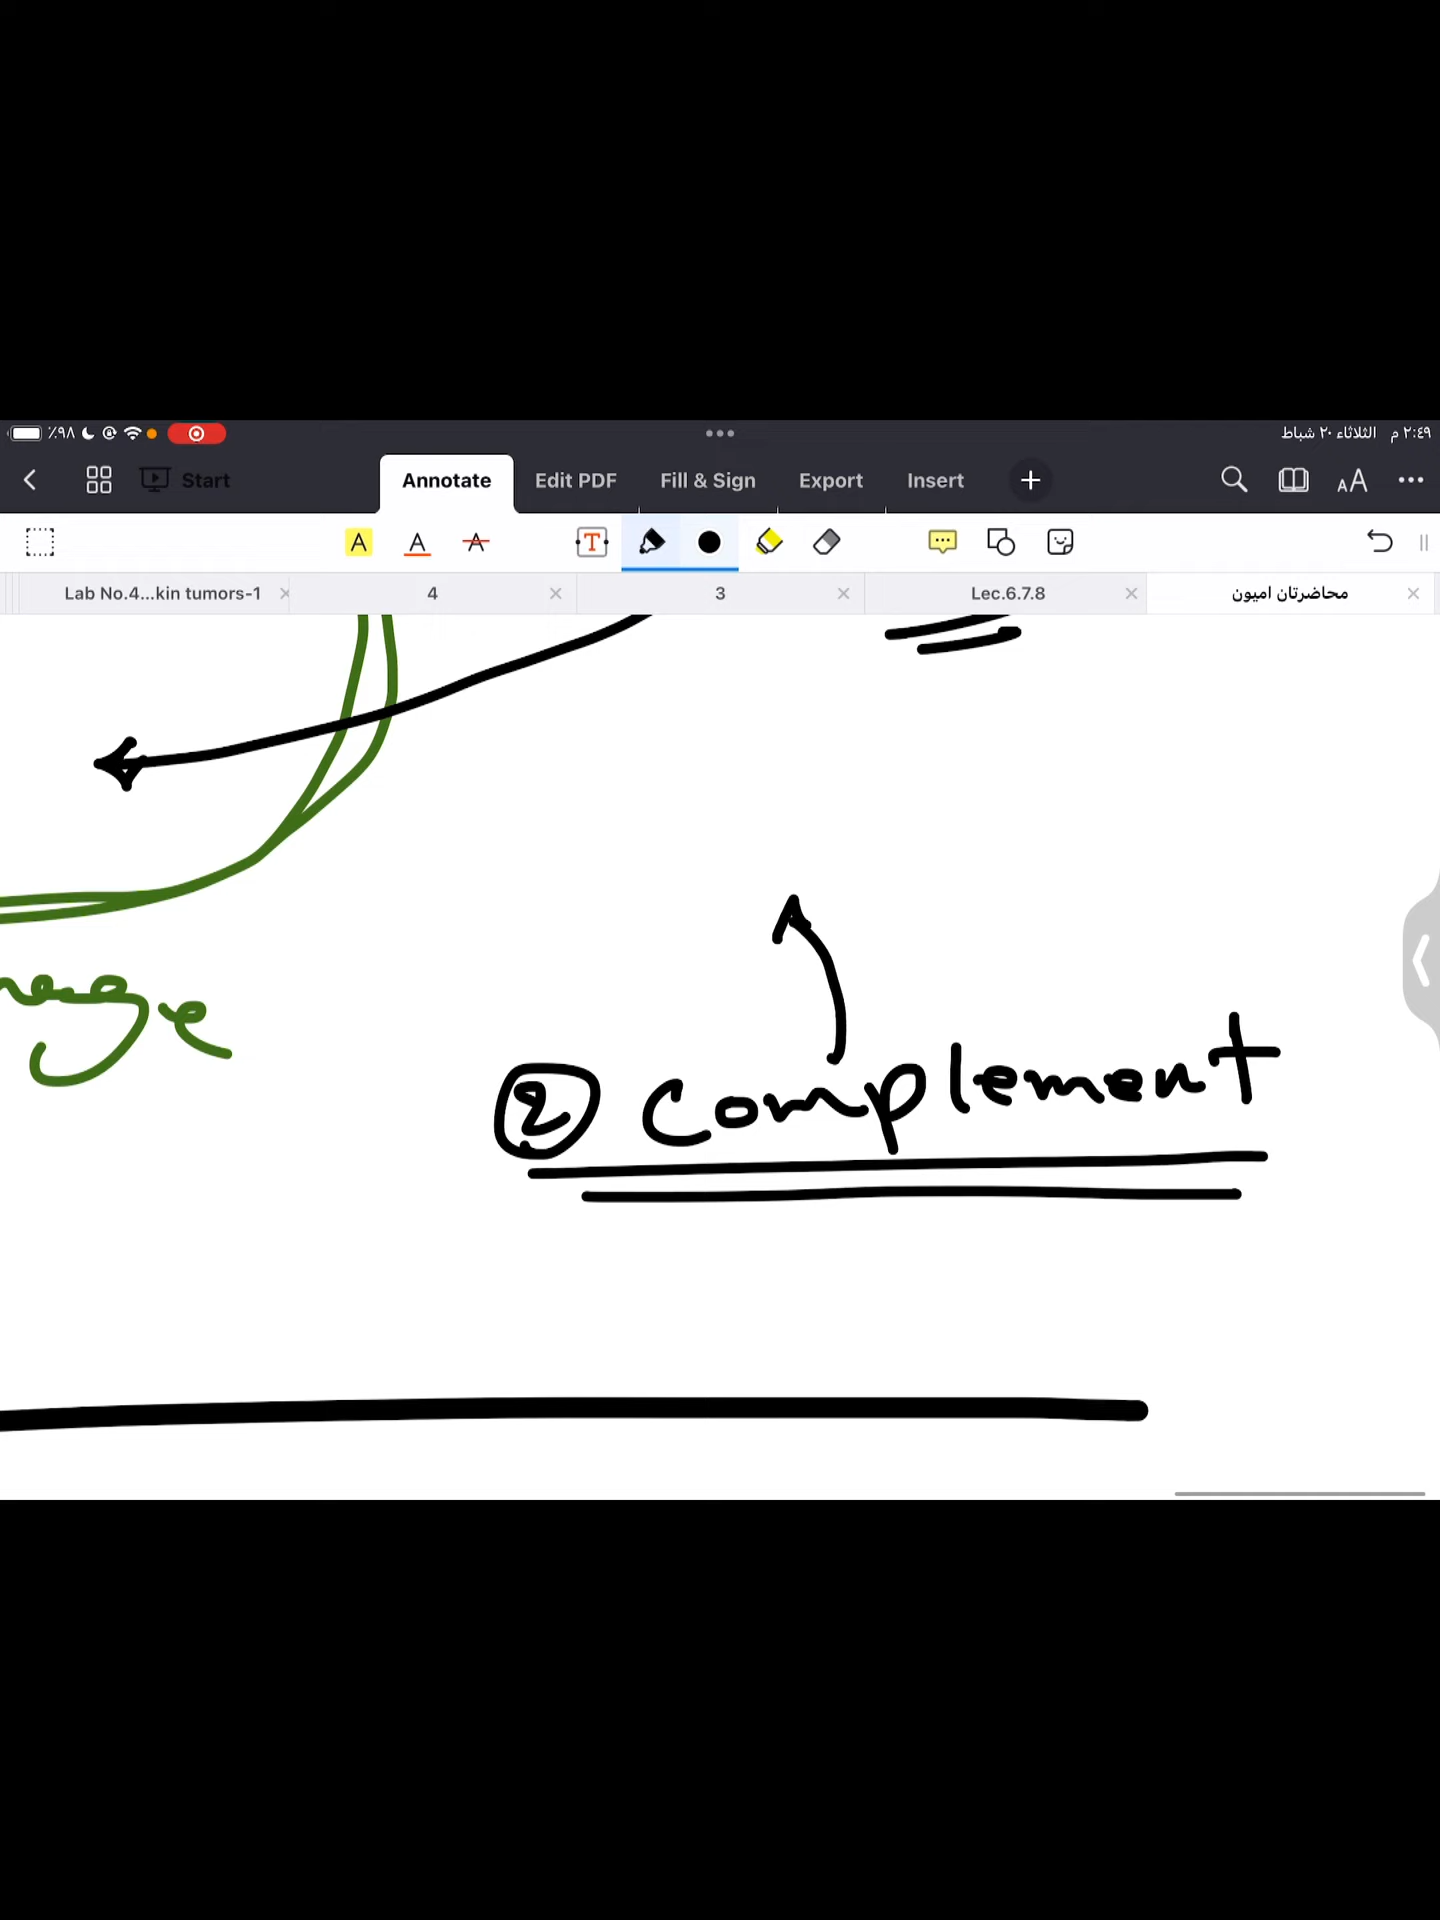 ٪٩٨
٢:٤٩ م الثلاثاء ٢٠ شباط
Start Annotate Edit PDF Fill & Sign Export Insert
Lab No.4...kin tumors-1 4 3 Lec.6.7.8 محاضرتان اميون
② Complement